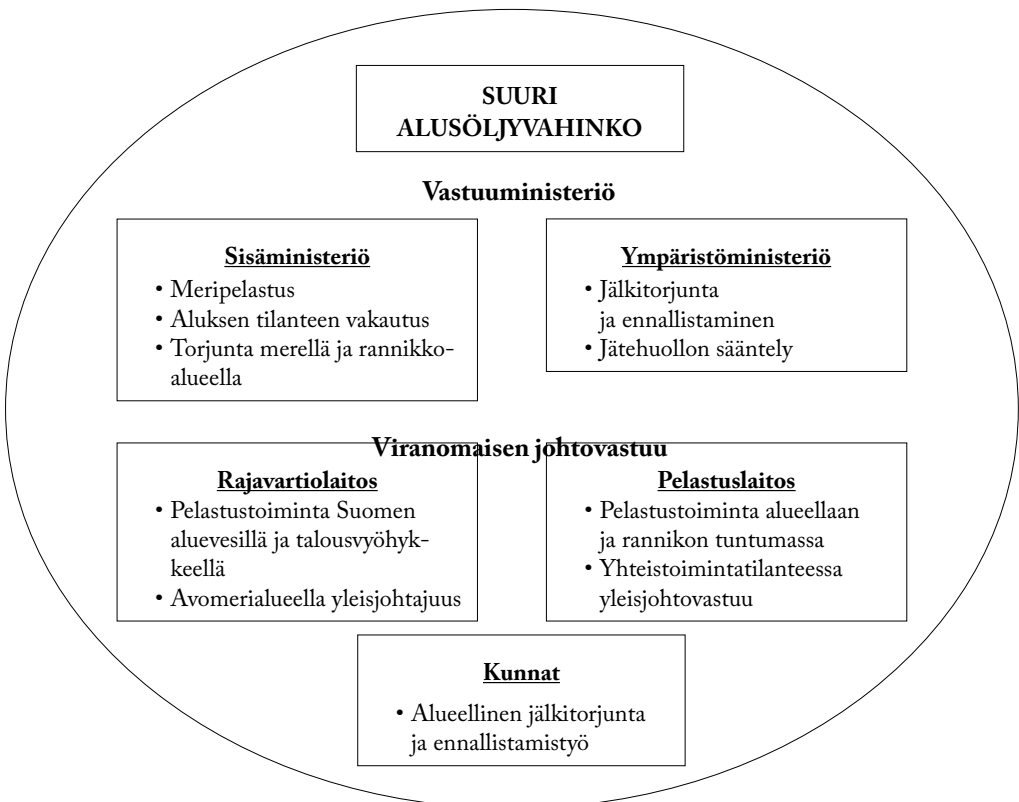 SUURI
ALUSÖLJYVAHINKO
Vastuuministeriö
Sisäministeriö
• Meripelastus
• Aluksen tilanteen vakautus
• Torjunta merellä ja rannikko-
alueella
Ympäristöministeriö
• Jälkitorjunta
ja ennallistaminen
• Jätehuollon sääntely
Viranomaisen johtovastuu
Rajavartiolaitos
• Pelastustoiminta Suomen
aluevesillä ja talousvyöhyk-
keellä
• Avomerialueella yleisjohtajuus
Pelastuslaitos
• Pelastustoiminta alueellaan
ja rannikon tuntumassa
• Yhteistoimintatilanteessa
yleisjohtovastuu
Kunnat
• Alueellinen jälkitorjunta
ja ennallistamistyö